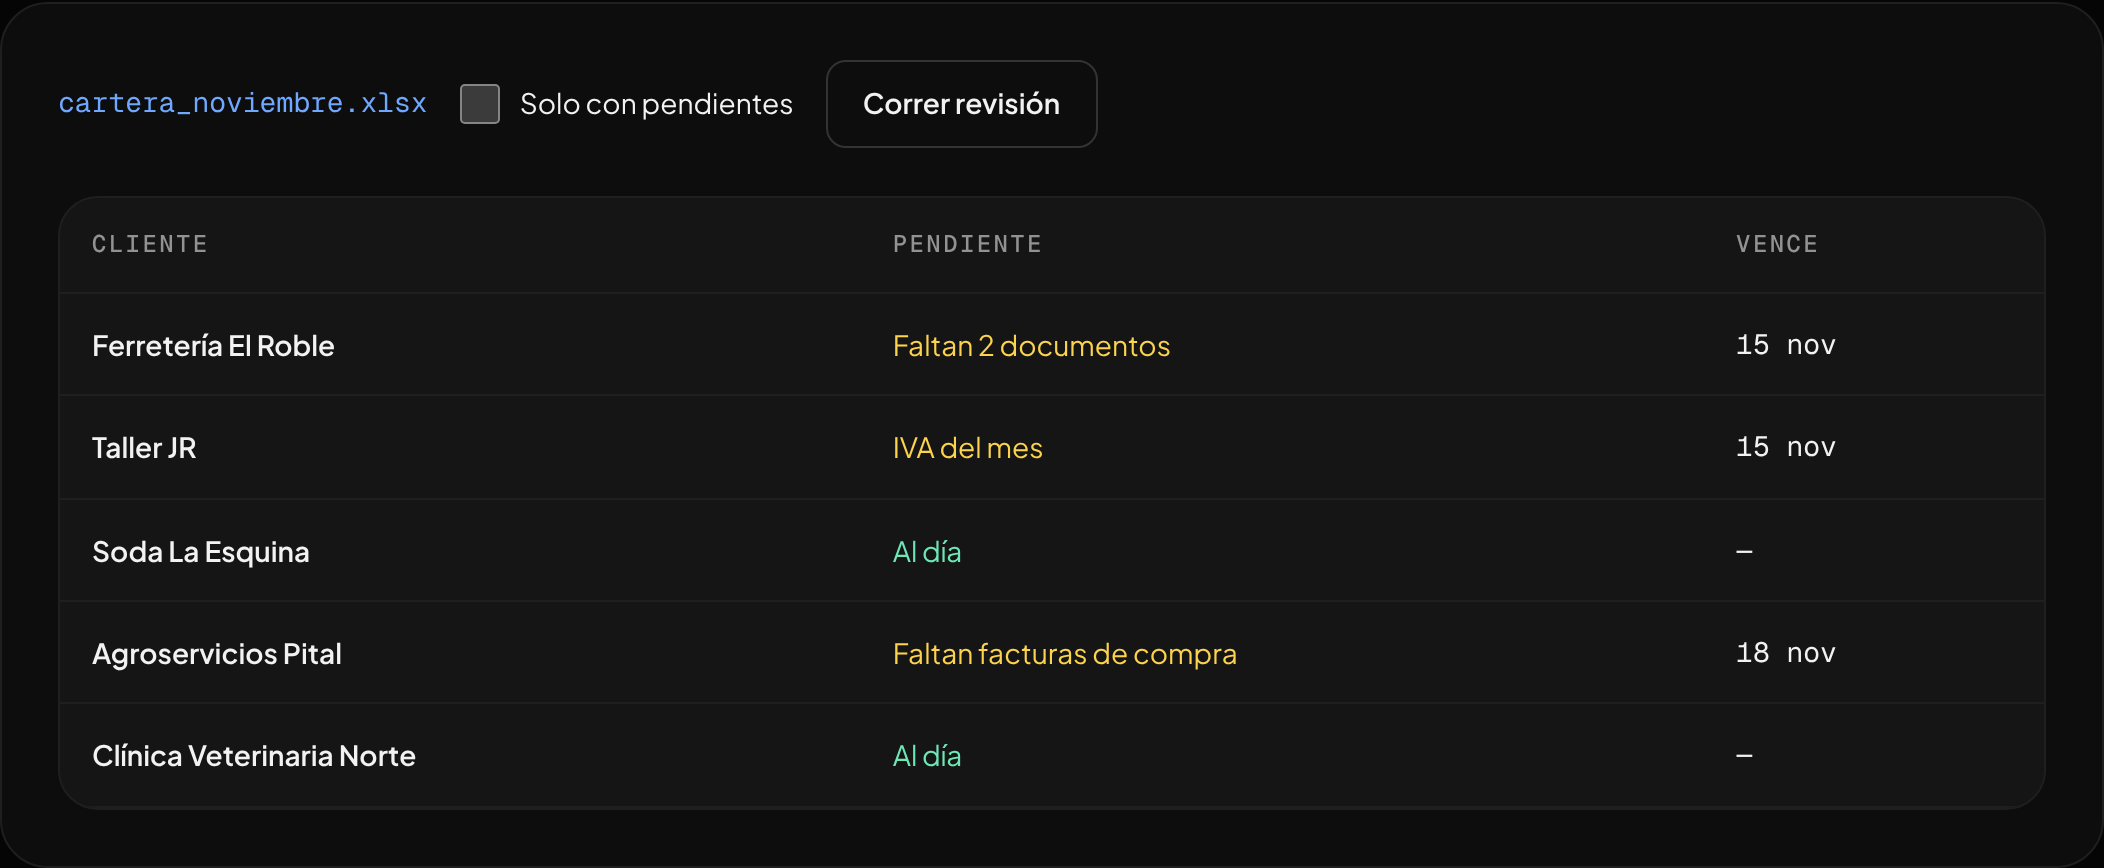 cartera_noviembre.xlsx Solo con pendientes Correr revisión
CLIENTE PENDIENTE VENCE
Ferretería El Roble Faltan 2 documentos 15 nov
Taller JR IVA del mes 15 nov
Soda La Esquina Al día —
Agroservicios Pital Faltan facturas de compra 18 nov
Clínica Veterinaria Norte Al día —